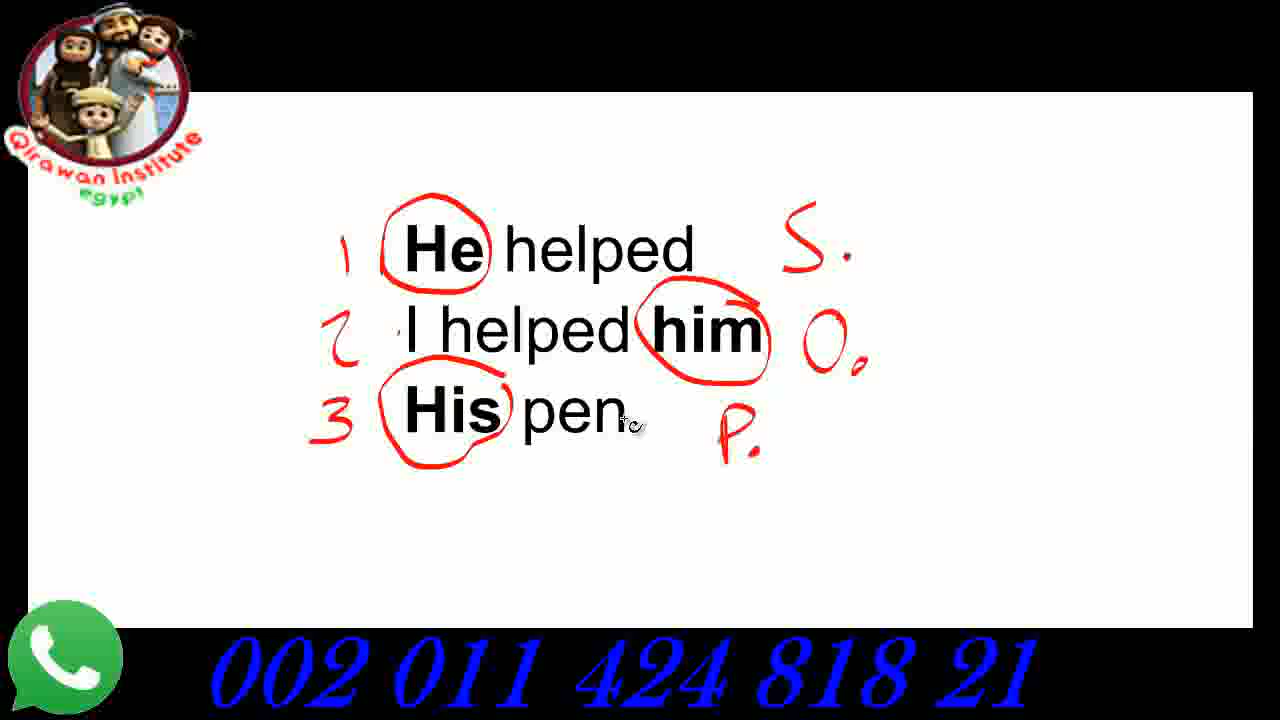 Qirawan Institute
egypt
1 He helped S.
2 I helped him O.
3 His pen P.
002 011 424 818 21